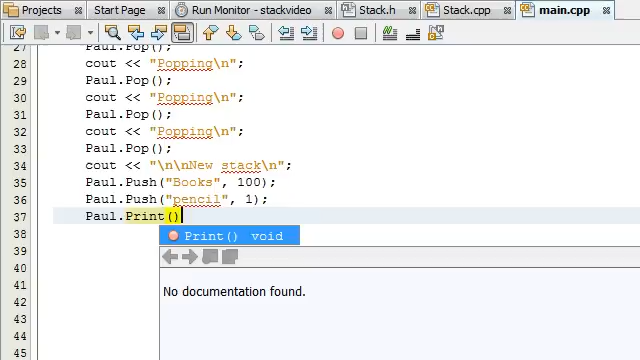 Projects Start Page Run Monitor - stackvideo Stack.h Stack.cpp main.cpp
27 Paul.Pop();
28 cout << "Popping\n";
29 Paul.Pop();
30 cout << "Popping\n";
31 Paul.Pop();
32 cout << "Popping\n";
33 Paul.Pop();
34 cout << "\n\nNew stack\n";
35 Paul.Push("Books", 100);
36 Paul.Push("pencil", 1);
37 Paul.Print()
38 Print() void
39
40
41 No documentation found.
42
43
44
45